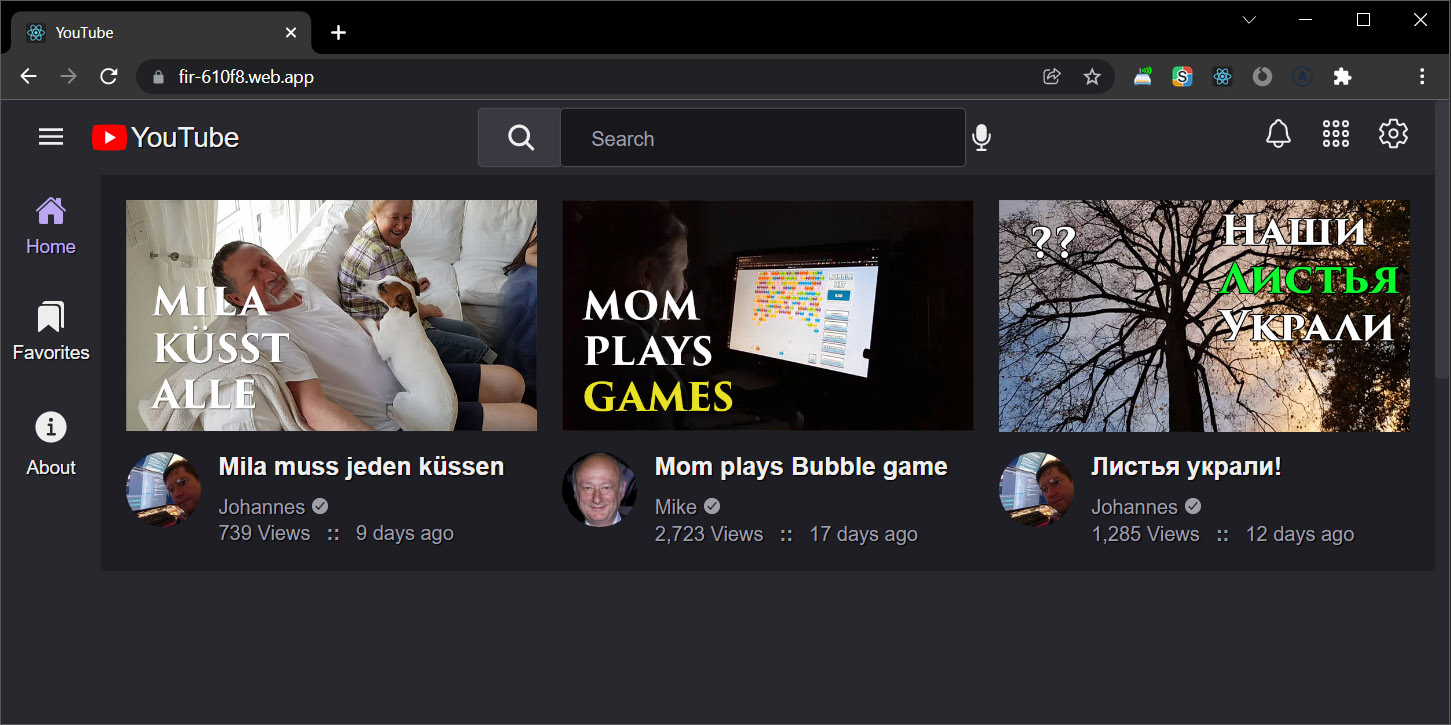 YouTube
fir-610f8.web.app
YouTube
Search
Home
Favorites
About
MILA
KÜSST
ALLE
Mila muss jeden küssen
Johannes
739 Views :: 9 days ago
MOM
PLAYS
GAMES
Mom plays Bubble game
Mike
2,723 Views :: 17 days ago
??
Наши
Листья
Украли
Листья украли!
Johannes
1,285 Views :: 12 days ago